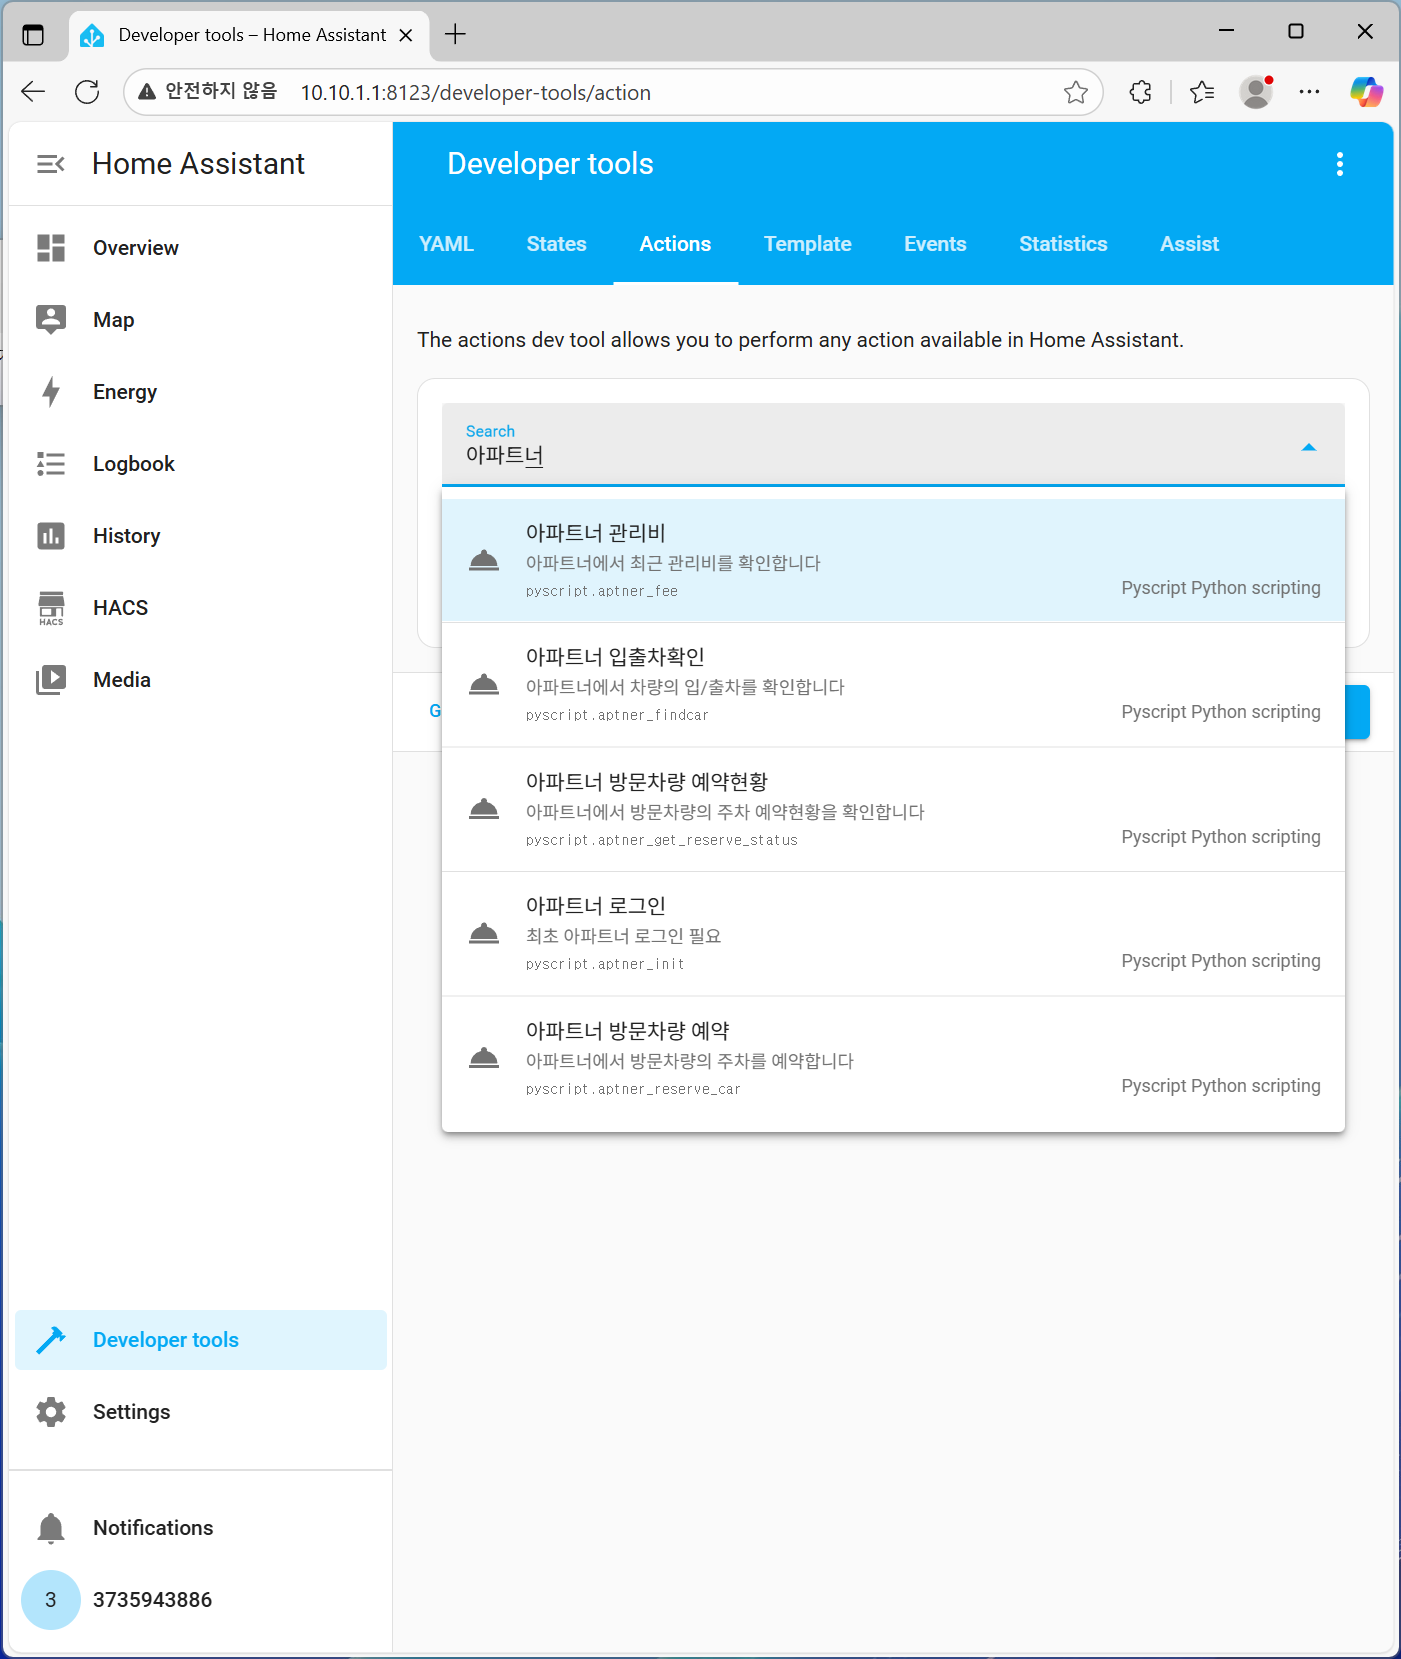 Developer tools – Home Assistant
안전하지 않음 10.10.1.1:8123/developer-tools/action
Home Assistant
Overview
Map
Energy
Logbook
History
HACS
HACS
Media
Developer tools
Settings
Notifications
3
3735943886
Developer tools
YAML States Actions Template Events Statistics Assist
The actions dev tool allows you to perform any action available in Home Assistant.
Search
아파트너
아파트너 관리비
아파트너에서 최근 관리비를 확인합니다
pyscript.aptner_fee
Pyscript Python scripting
아파트너 입출차확인
아파트너에서 차량의 입/출차를 확인합니다
pyscript.aptner_findcar
Pyscript Python scripting
G
아파트너 방문차량 예약현황
아파트너에서 방문차량의 주차 예약현황을 확인합니다
pyscript.aptner_get_reserve_status
Pyscript Python scripting
아파트너 로그인
최초 아파트너 로그인 필요
pyscript.aptner_init
Pyscript Python scripting
아파트너 방문차량 예약
아파트너에서 방문차량의 주차를 예약합니다
pyscript.aptner_reserve_car
Pyscript Python scripting